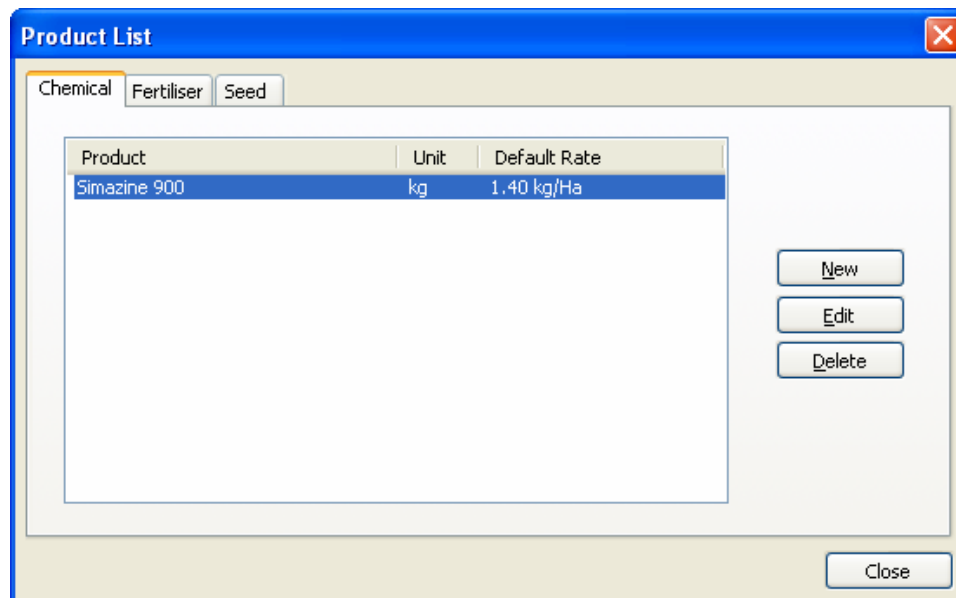 Product List
Chemical Fertiliser Seed
Product Unit Default Rate
Simazine 900 kg 1.40 kg/Ha
New
Edit
Delete
Close